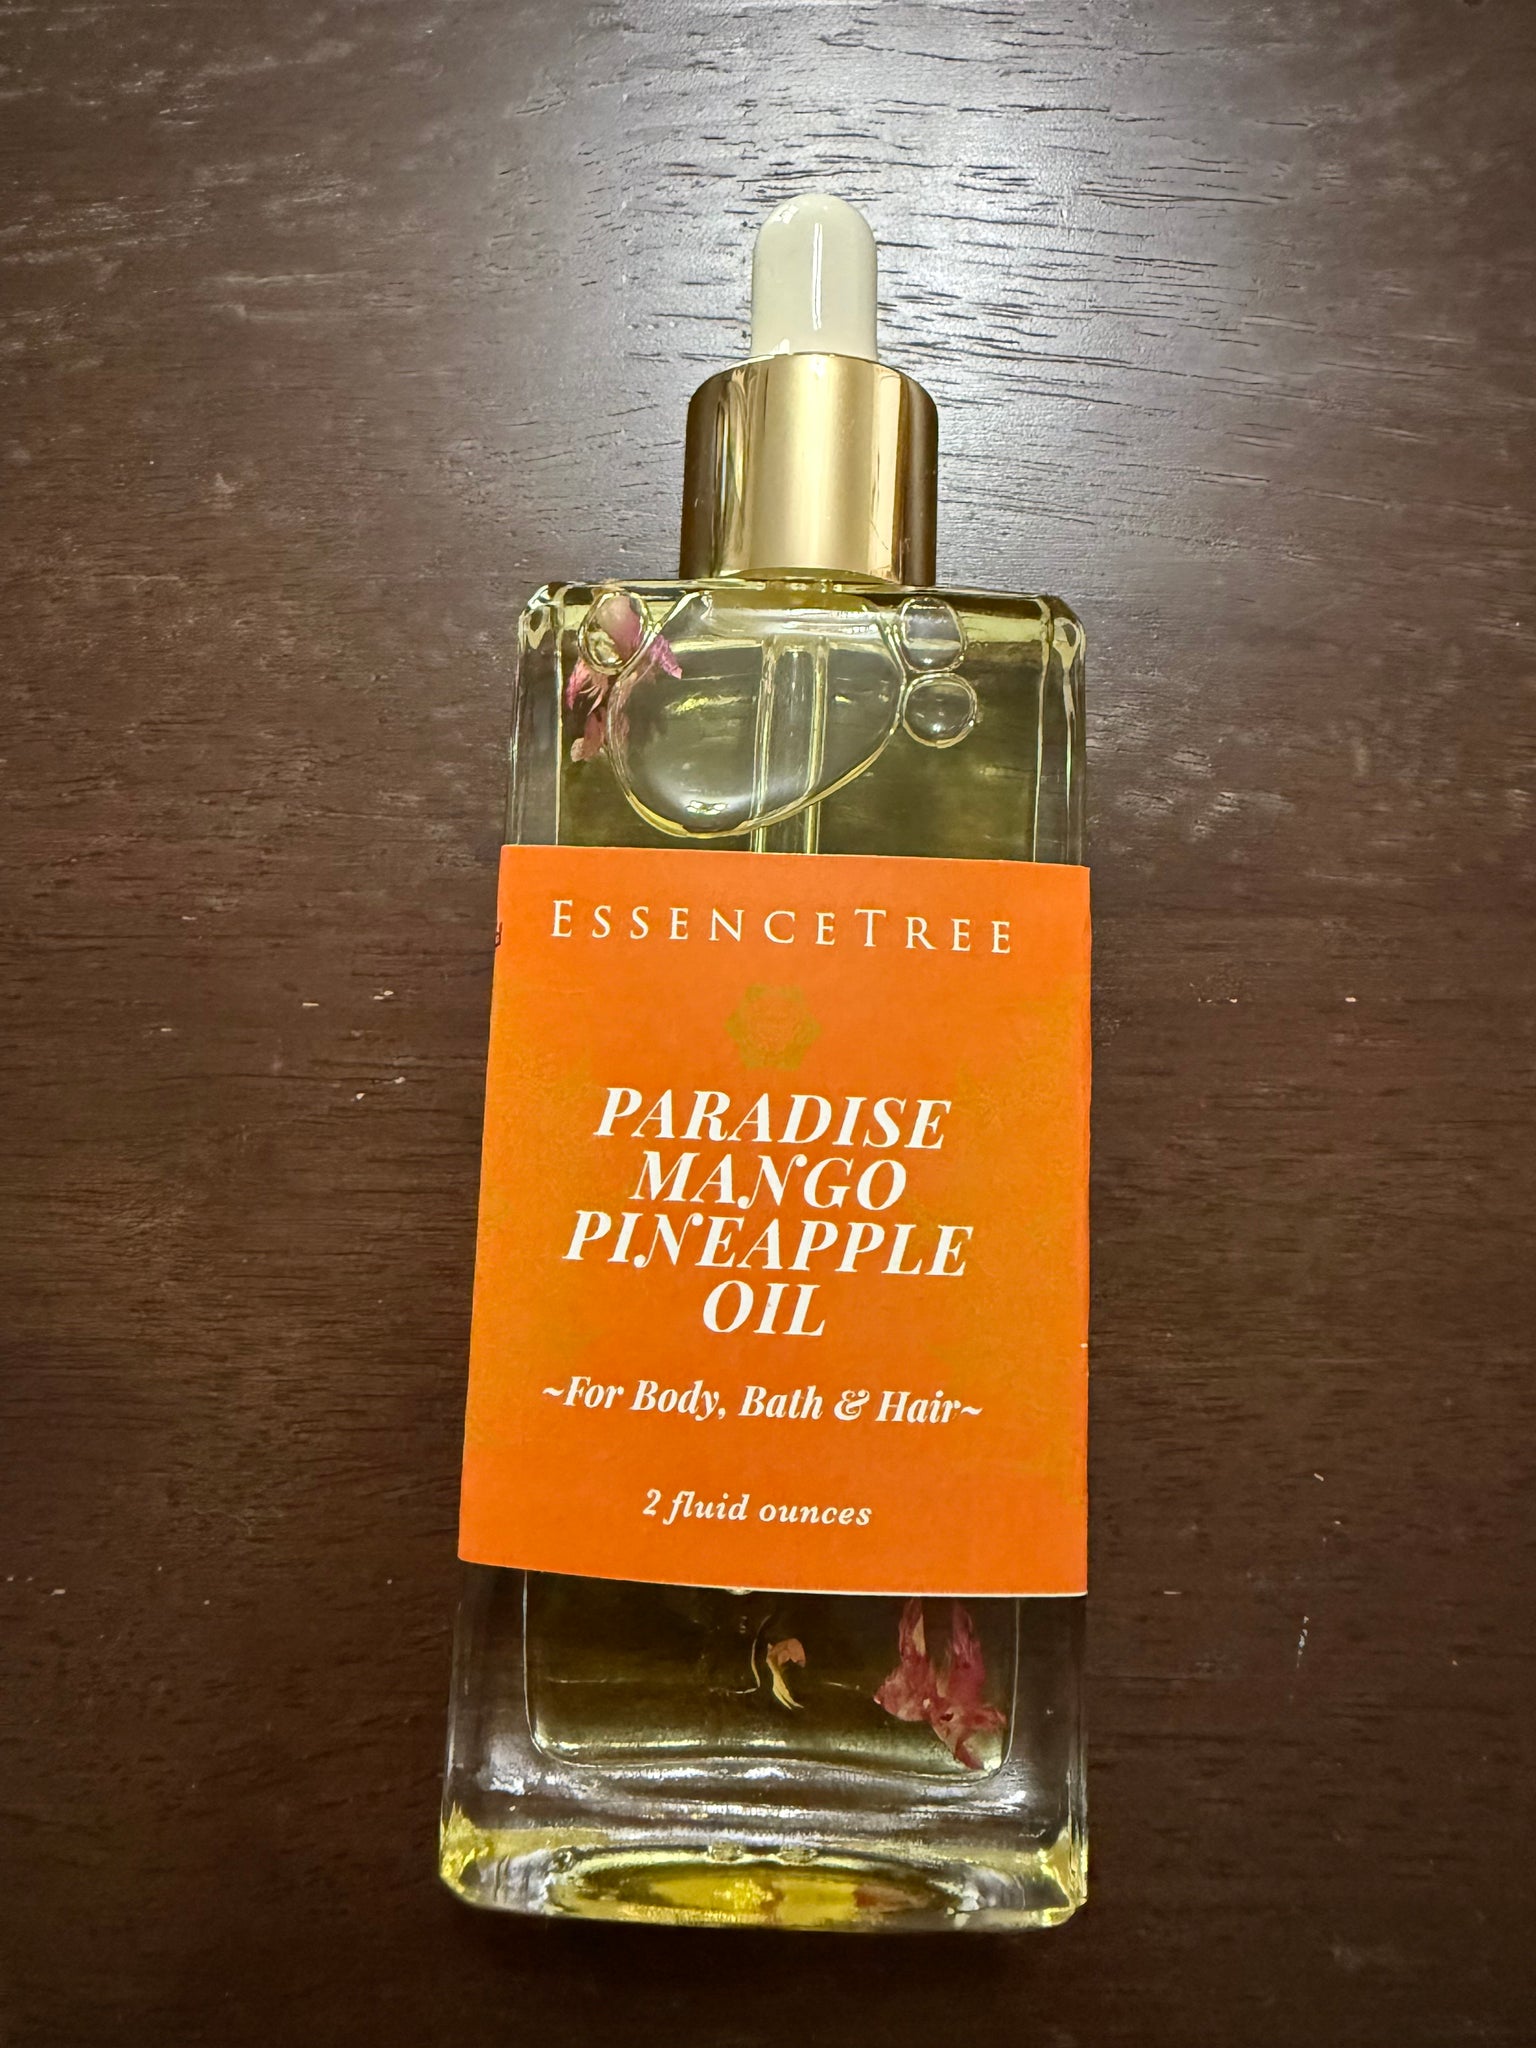 ESSENCETREE
PARADISE
MANGO
PINEAPPLE
OIL
~For Body, Bath & Hair~
2 fluid ounces